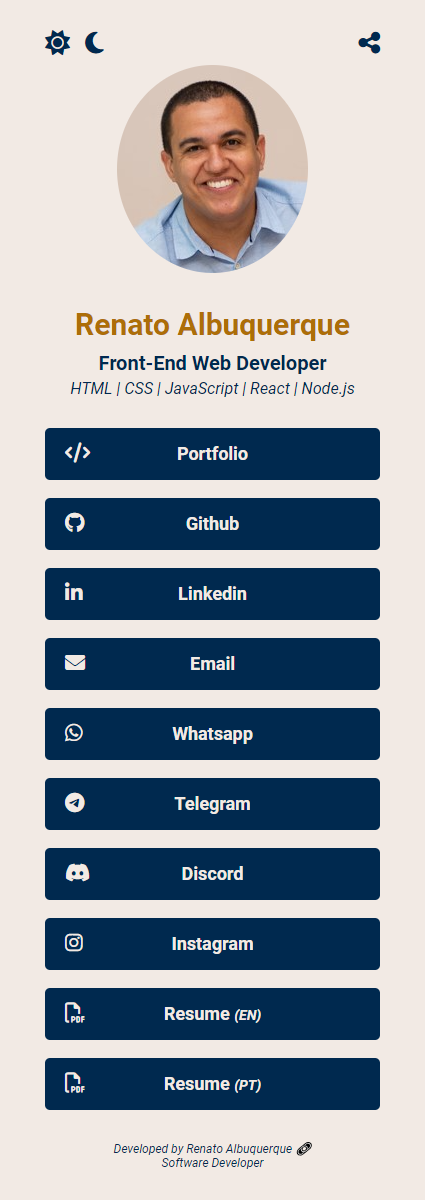 Renato Albuquerque
Front-End Web Developer
HTML | CSS | JavaScript | React | Node.js
Portfolio
Github
Linkedin
Email
Whatsapp
Telegram
Discord
Instagram
PDF Resume (EN)
PDF Resume (PT)
Developed by Renato Albuquerque
Software Developer